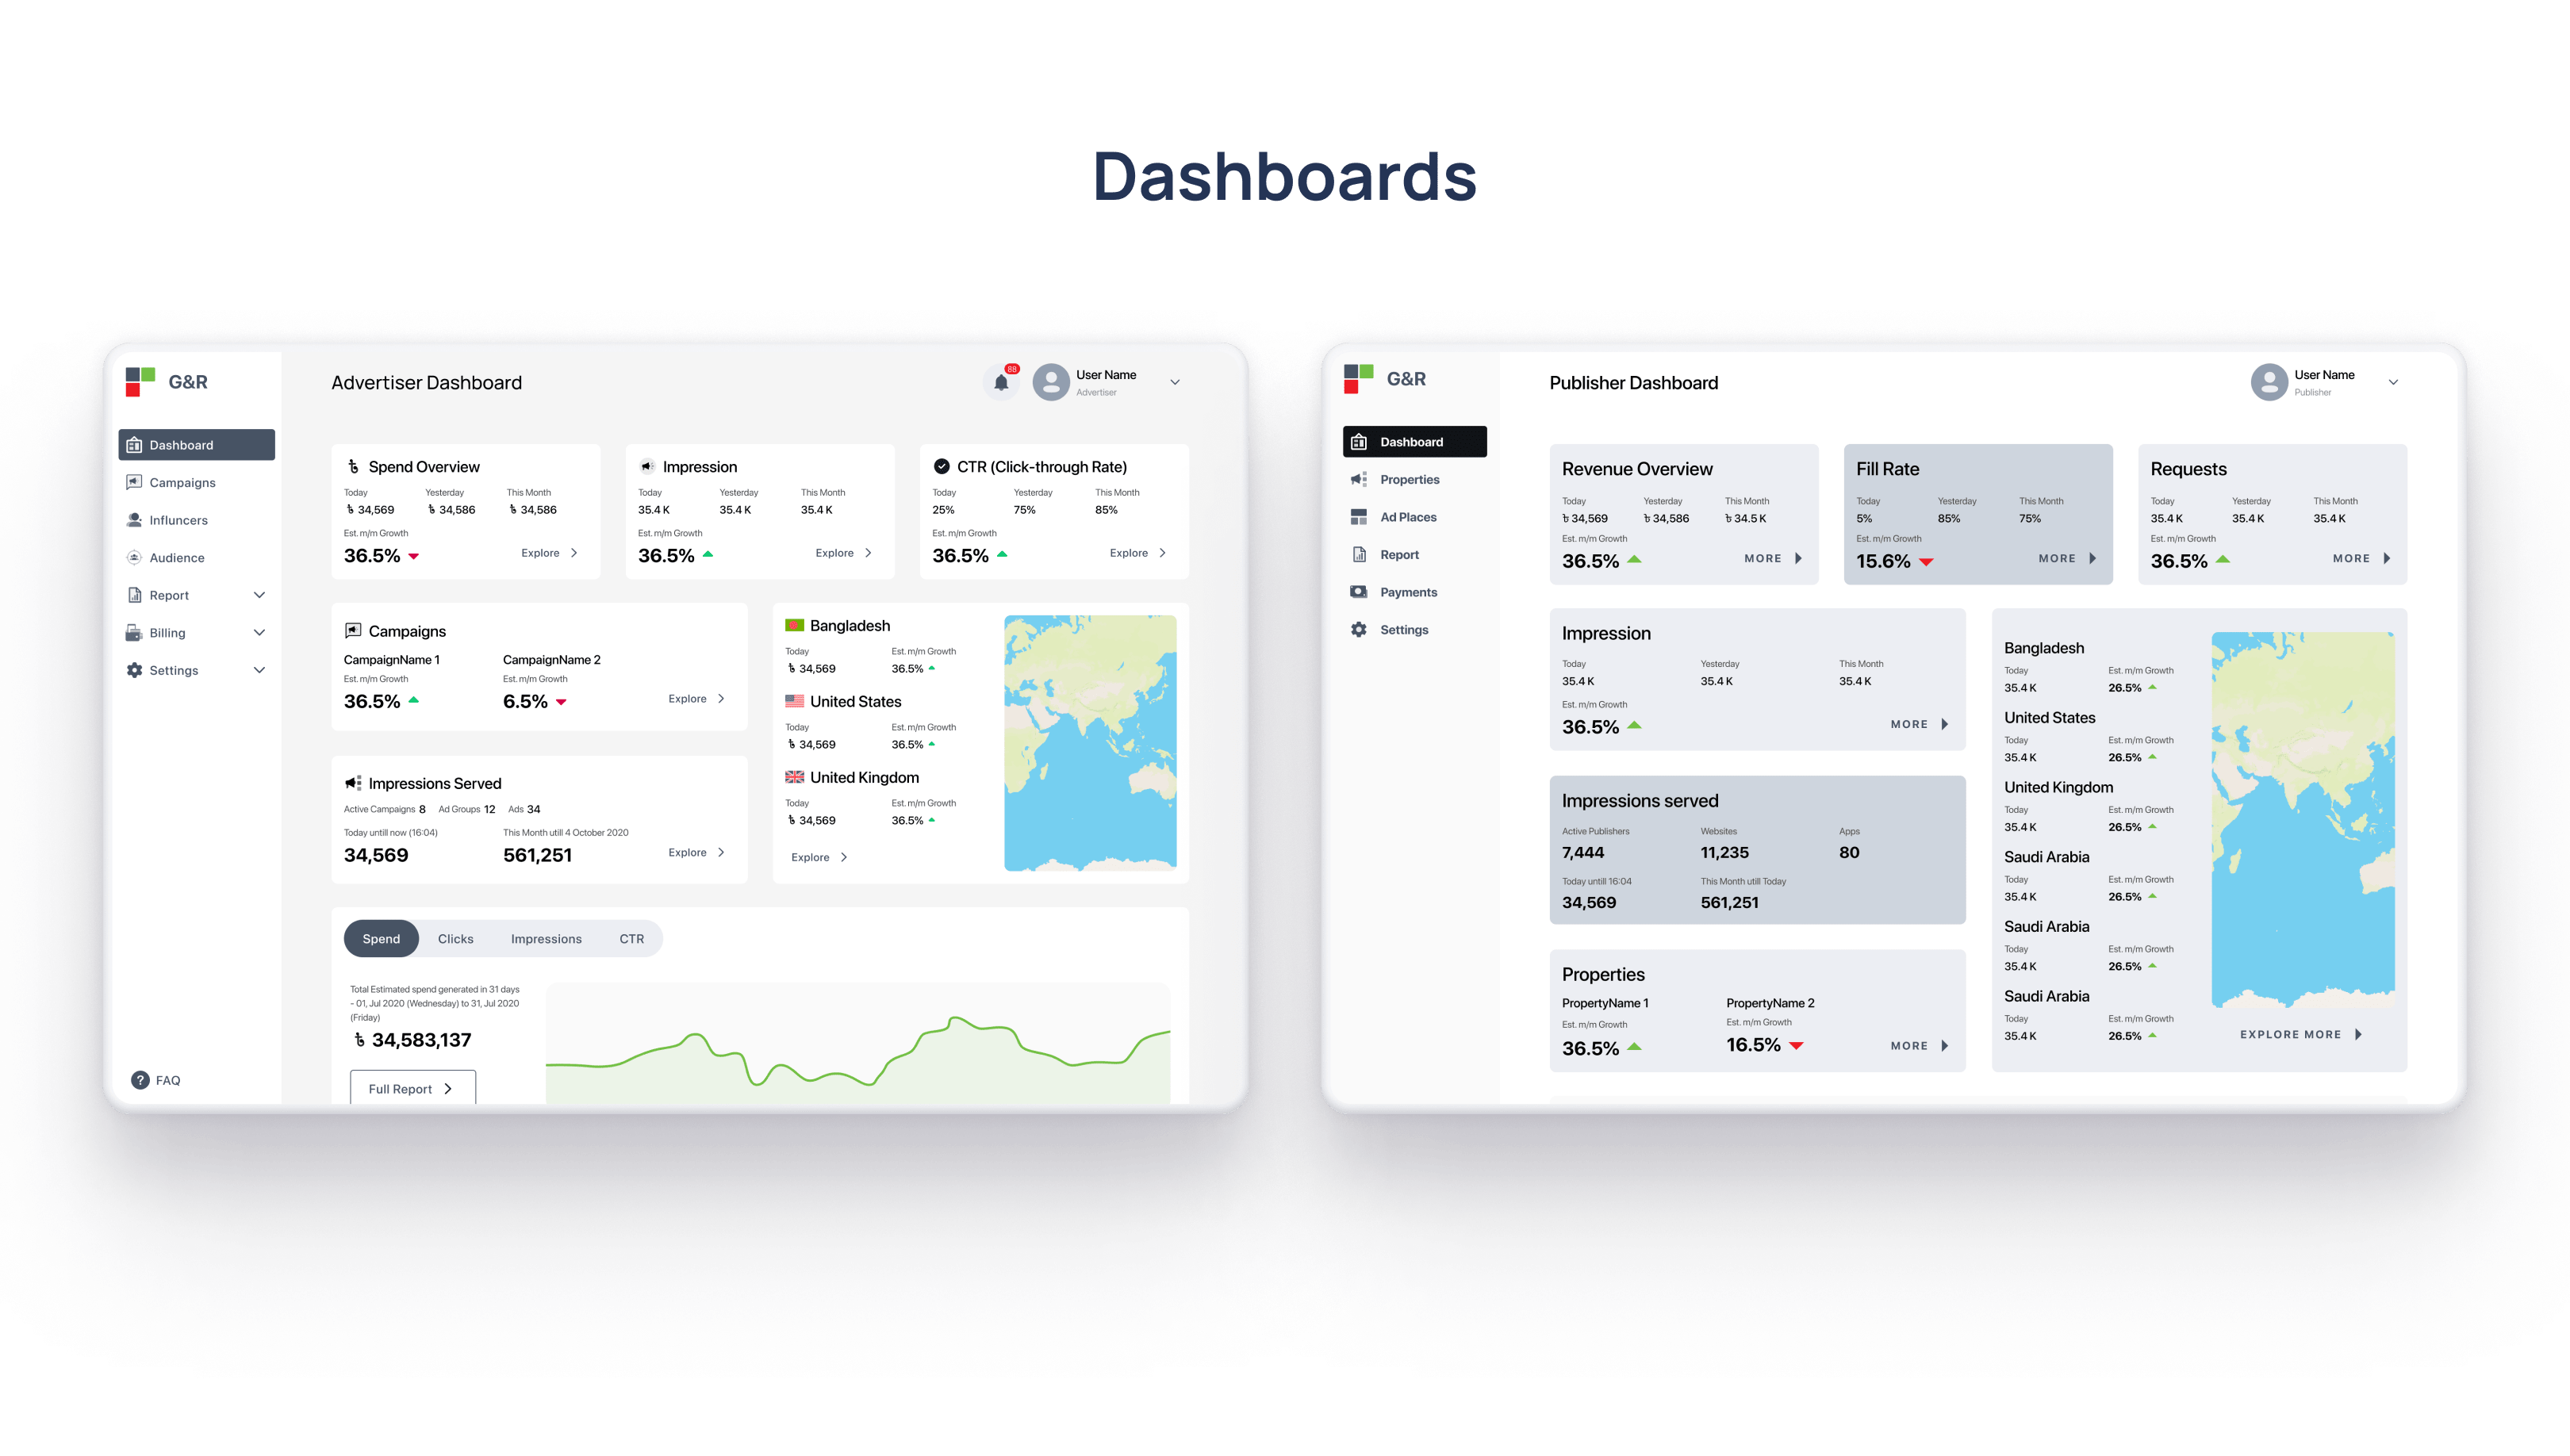 Dashboards
G&R
Dashboard
Campaigns
Influncers
Audience
Report
Billing
Settings
FAQ
Advertiser Dashboard
88
User Name
Advertiser
Spend Overview
Today Yesterday This Month
৳ 34,569 ৳ 34,586 ৳ 34,586
Est. m/m Growth
36.5%
Explore
Impression
Today Yesterday This Month
35.4 K 35.4 K 35.4 K
Est. m/m Growth
36.5%
Explore
CTR (Click-through Rate)
Today Yesterday This Month
25% 75% 85%
Est. m/m Growth
36.5%
Explore
Campaigns
CampaignName 1 CampaignName 2
Est. m/m Growth Est. m/m Growth
36.5% 6.5%
Explore
Impressions Served
Active Campaigns 8 Ad Groups 12 Ads 34
Today untill now (16:04) This Month utill 4 October 2020
34,569 561,251
Explore
Bangladesh
Today Est. m/m Growth
৳ 34,569 36.5%
United States
Today Est. m/m Growth
৳ 34,569 36.5%
United Kingdom
Today Est. m/m Growth
৳ 34,569 36.5%
Explore
Spend Clicks Impressions CTR
Total Estimated spend generated in 31 days
- 01, Jul 2020 (Wednesday) to 31, Jul 2020
(Friday)
৳ 34,583,137
Full Report
G&R
Dashboard
Properties
Ad Places
Report
Payments
Settings
Publisher Dashboard
User Name
Publisher
Revenue Overview
Today Yesterday This Month
৳ 34,569 ৳ 34,586 ৳ 34.5 K
Est. m/m Growth
36.5%
MORE
Fill Rate
Today Yesterday This Month
5% 85% 75%
Est. m/m Growth
15.6%
MORE
Requests
Today Yesterday This Month
35.4 K 35.4 K 35.4 K
Est. m/m Growth
36.5%
MORE
Impression
Today Yesterday This Month
35.4 K 35.4 K 35.4 K
Est. m/m Growth
36.5%
MORE
Impressions served
Active Publishers Websites Apps
7,444 11,235 80
Today untill 16:04 This Month utill Today
34,569 561,251
Properties
PropertyName 1 PropertyName 2
Est. m/m Growth Est. m/m Growth
36.5% 16.5%
MORE
Bangladesh
Today Est. m/m Growth
35.4 K 26.5%
United States
Today Est. m/m Growth
35.4 K 26.5%
United Kingdom
Today Est. m/m Growth
35.4 K 26.5%
Saudi Arabia
Today Est. m/m Growth
35.4 K 26.5%
Saudi Arabia
Today Est. m/m Growth
35.4 K 26.5%
Saudi Arabia
Today Est. m/m Growth
35.4 K 26.5%
EXPLORE MORE